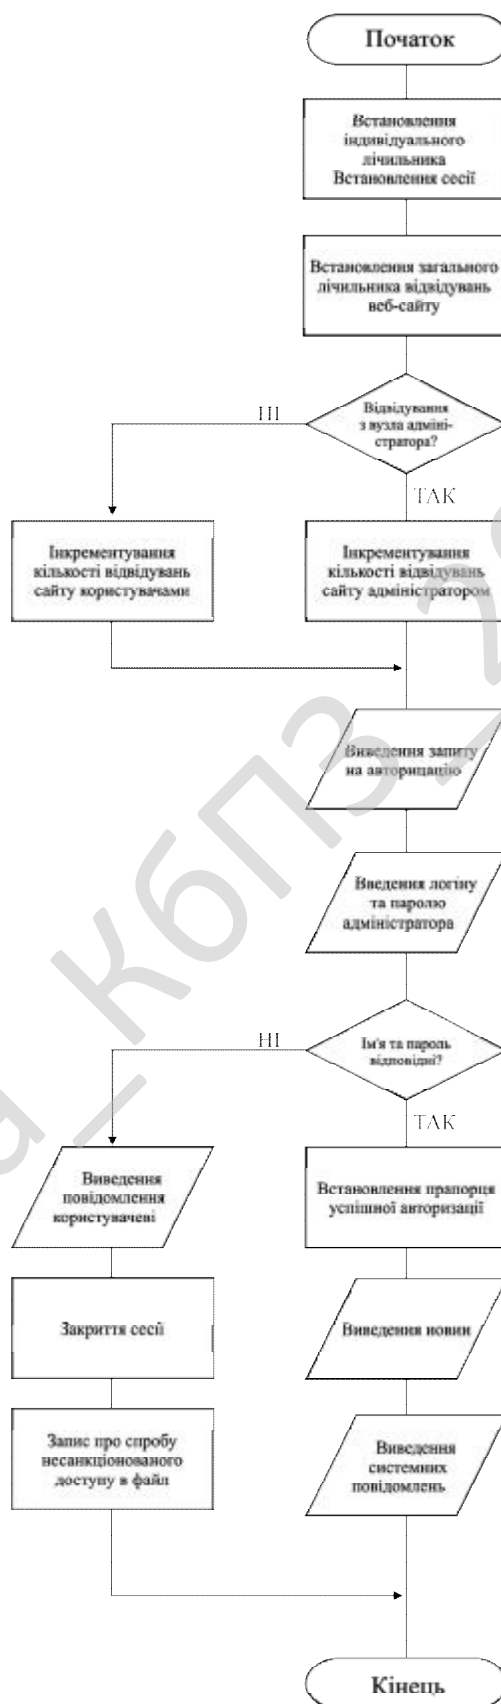 Початок
Встановлення
індивідуального
лічильника
Встановлення сесії
Встановлення загального
лічильника відвідувань
веб-сайту
Відвідування
з вузла адміні-
стратора?
НІ
ТАК
Інкрементування
кількості відвідувань
сайту користувачами
Інкрементування
кількості відвідувань
сайту адміністратором
Виведення запиту
на авторицацію
Введення логіну
та паролю
адміністратора
Ім'я та пароль
відповідні?
НІ
ТАК
Виведення
повідомлення
користувачеві
Встановлення прапорця
успішної авторизації
Закриття сесії
Виведення новин
Запис про спробу
несанкціонованого
доступу в файл
Виведення
системних
повідомлень
Кінець
а_КбПЗ_2